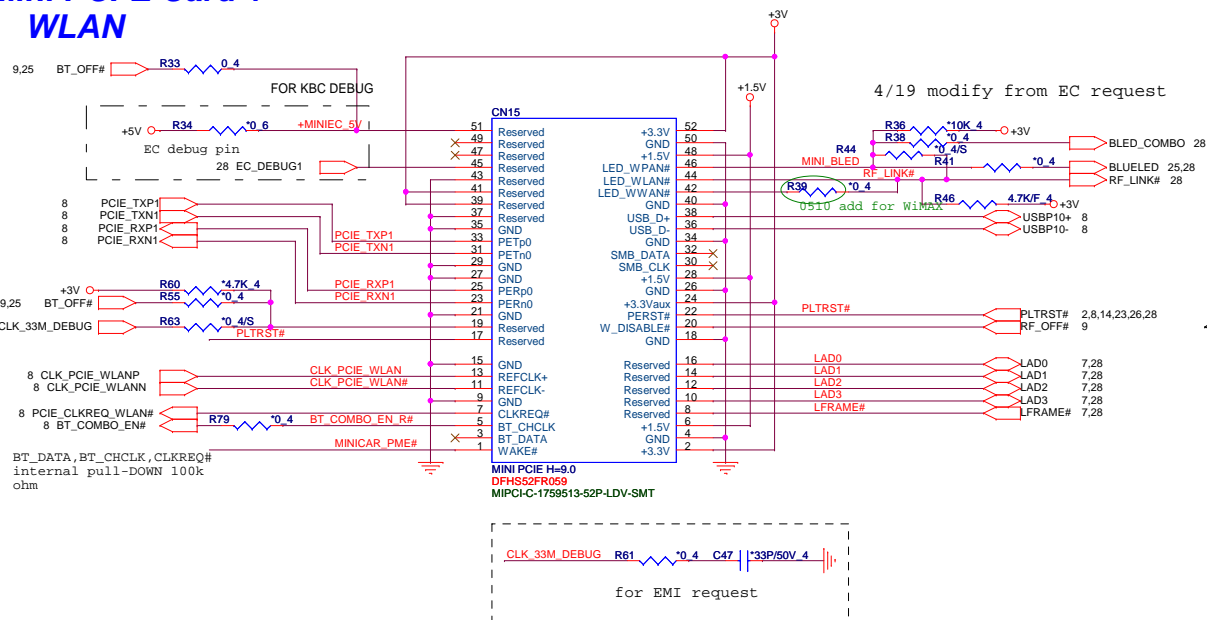 WLAN
+3V
9,25 BT_OFF# R33 0_4
FOR KBC DEBUG
+5V R34 *0_6 +MINIEC_5V
EC debug pin
28 EC_DEBUG1
+1.5V
4/19 modify from EC request
R36 *10K_4 +3V
R38 *0_4
BLED_COMBO 28
R44 *0_4/S
MINI_BLED R41 *0_4 BLUELED 25,28
RF_LINK# RF_LINK# 28
R39 *0_4
0510 add for WiMAX
R46 4.7K/F_4 +3V
USBP10+ 8
USBP10- 8
CN15
51 Reserved +3.3V 52
49 Reserved GND 50
47 Reserved +1.5V 48
45 Reserved LED_WPAN# 46
43 Reserved LED_WLAN# 44
41 Reserved LED_WWAN# 42
39 Reserved GND 40
37 Reserved USB_D+ 38
35 GND USB_D- 36
33 PETp0 GND 34
31 PETn0 SMB_DATA 32
29 GND SMB_CLK 30
27 GND +1.5V 28
25 PERp0 GND 26
23 PERn0 +3.3Vaux 24
21 GND PERST# 22
19 Reserved W_DISABLE# 20
17 Reserved GND 18
15 GND Reserved 16
13 REFCLK+ Reserved 14
11 REFCLK- Reserved 12
9 GND Reserved 10
7 CLKREQ# Reserved 8
5 BT_CHCLK +1.5V 6
3 BT_DATA GND 4
1 WAKE# +3.3V 2
MINI PCIE H=9.0
DFHS52FR059
MIPCI-C-1759513-52P-LDV-SMT
8 PCIE_TXP1 PCIE_TXP1
8 PCIE_TXN1 PCIE_TXN1
8 PCIE_RXP1 PCIE_RXP1
8 PCIE_RXN1 PCIE_RXN1
+3V R60 *4.7K_4
9,25 BT_OFF# R55 *0_4
CLK_33M_DEBUG R63 *0_4/S
PLTRST#
8 CLK_PCIE_WLANP CLK_PCIE_WLAN
8 CLK_PCIE_WLANN CLK_PCIE_WLAN#
8 PCIE_CLKREQ_WLAN#
8 BT_COMBO_EN# R79 *0_4 BT_COMBO_EN_R#
MINICAR_PME#
BT_DATA,BT_CHCLK,CLKREQ#
internal pull-DOWN 100k
ohm
PLTRST# PLTRST# 2,8,14,23,26,28
RF_OFF# 9
LAD0 LAD0 7,28
LAD1 LAD1 7,28
LAD2 LAD2 7,28
LAD3 LAD3 7,28
LFRAME# LFRAME# 7,28
CLK_33M_DEBUG R61 *0_4 C47 *33P/50V_4
for EMI request